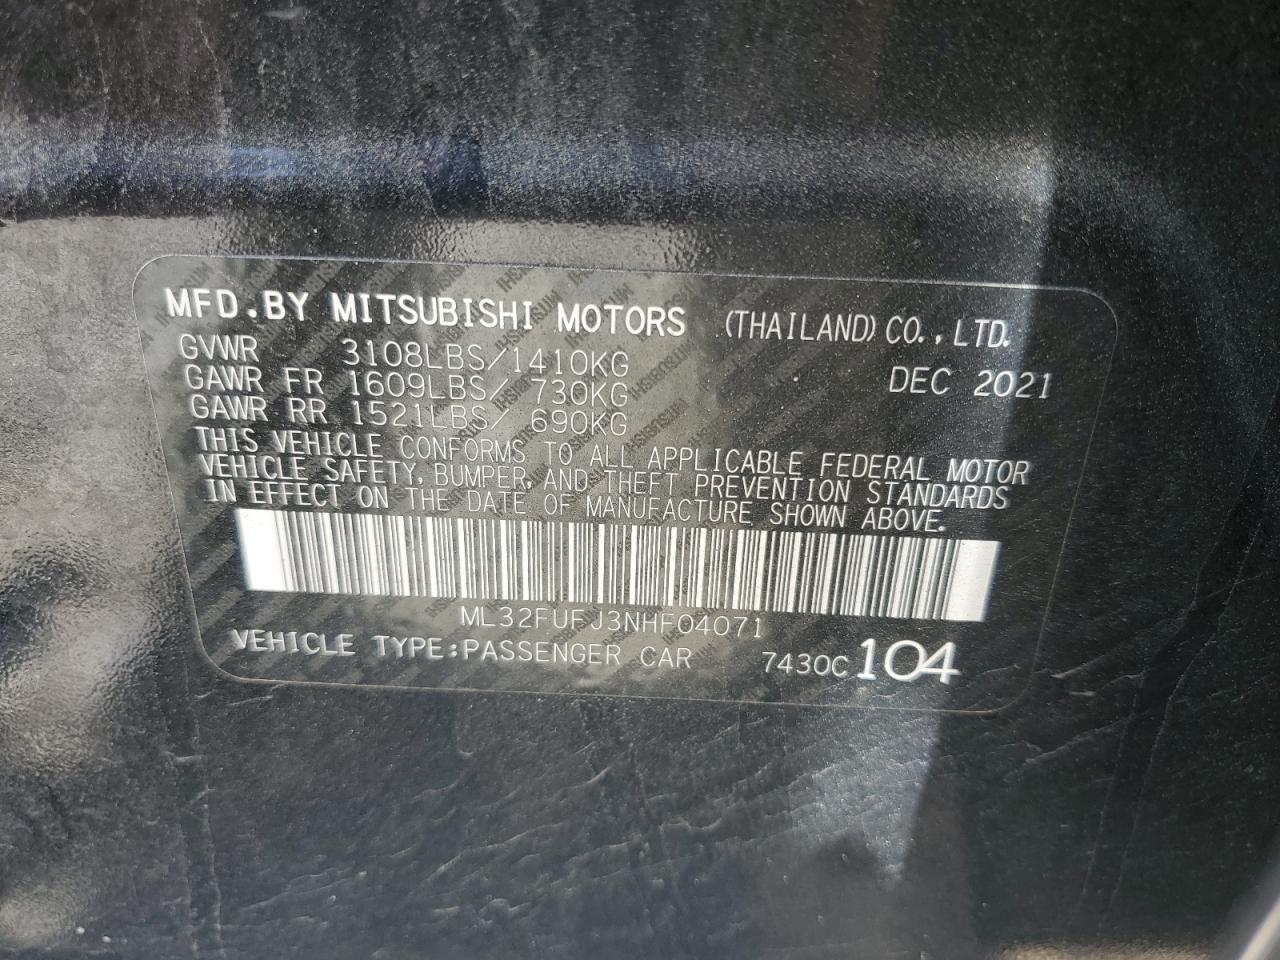 MFD.BY MITSUBISHI MOTORS (THAILAND) CO.,LTD.
GVWR 3108LBS/1410KG
DEC 2021
GAWR FR 1609LBS/ 730KG
GAWR RR 1521LBS/ 690KG
THIS VEHICLE CONFORMS TO ALL APPLICABLE FEDERAL MOTOR
VEHICLE SAFETY, BUMPER, AND THEFT PREVENTION STANDARDS
IN EFFECT ON THE DATE OF MANUFACTURE SHOWN ABOVE.
ML32FUFJ3NHF04071
VEHICLE TYPE:PASSENGER CAR 7430C 104